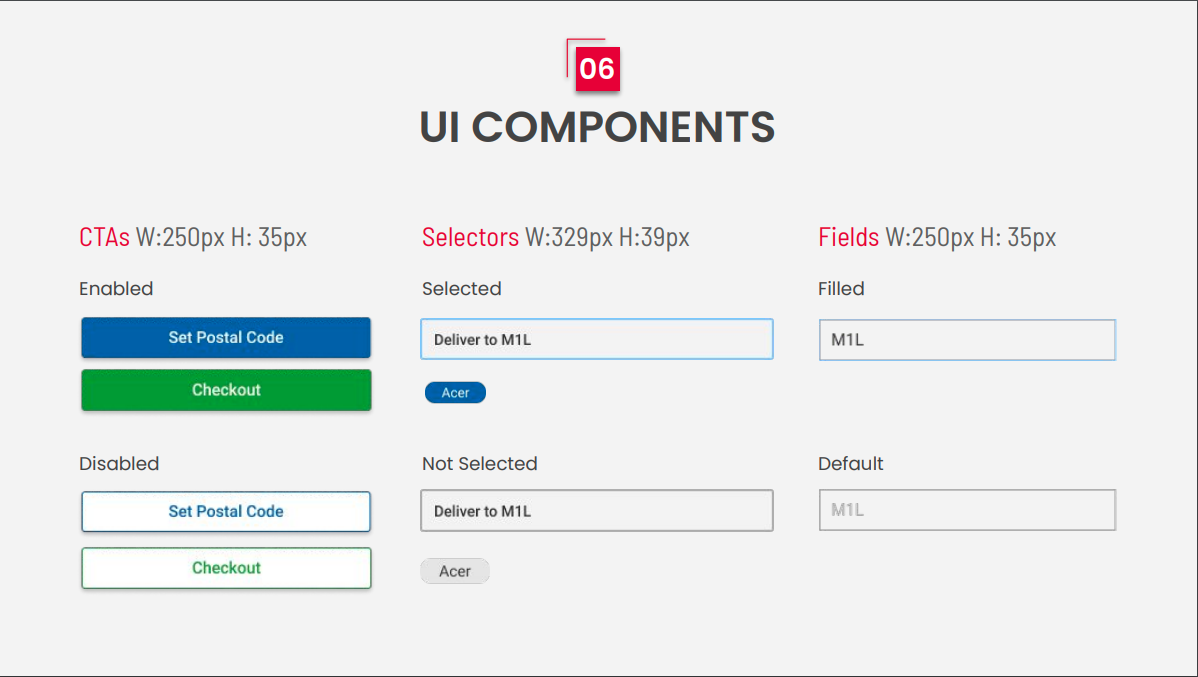 06
UI COMPONENTS
CTAs W:250px H: 35px
Enabled
Set Postal Code
Checkout
Disabled
Set Postal Code
Checkout
Selectors W:329px H:39px
Selected
Deliver to M1L
Acer
Not Selected
Deliver to M1L
Acer
Fields W:250px H: 35px
Filled
M1L
Default
M1L